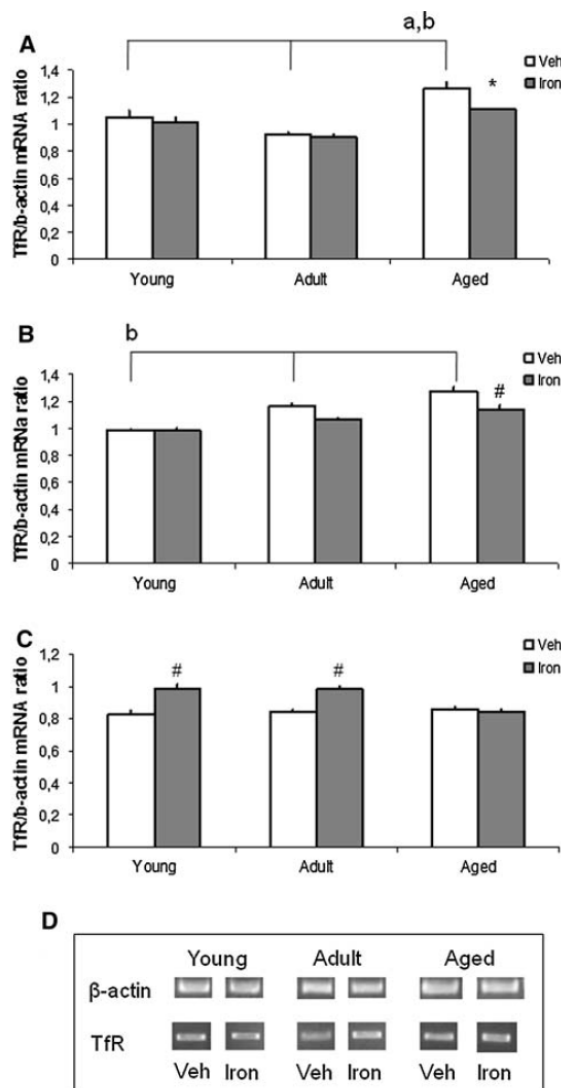 A
a,b
Veh
Iron
*
TfR/b-actin mRNA ratio
1,4
1,2
1
0,8
0,6
0,4
0,2
0
Young Adult Aged
B
b
Veh
Iron
#
TfR/b-actin mRNa ratio
1,4
1,2
1
0,8
0,6
0,4
0,2
0
Young Adult Aged
C
Veh
Iron
# #
TfR/b-actin mRNA ratio
1,2
1
0,8
0,6
0,4
0,2
0
Young Adult Aged
D
Young Adult Aged
β-actin
TfR
Veh Iron Veh Iron Veh Iron